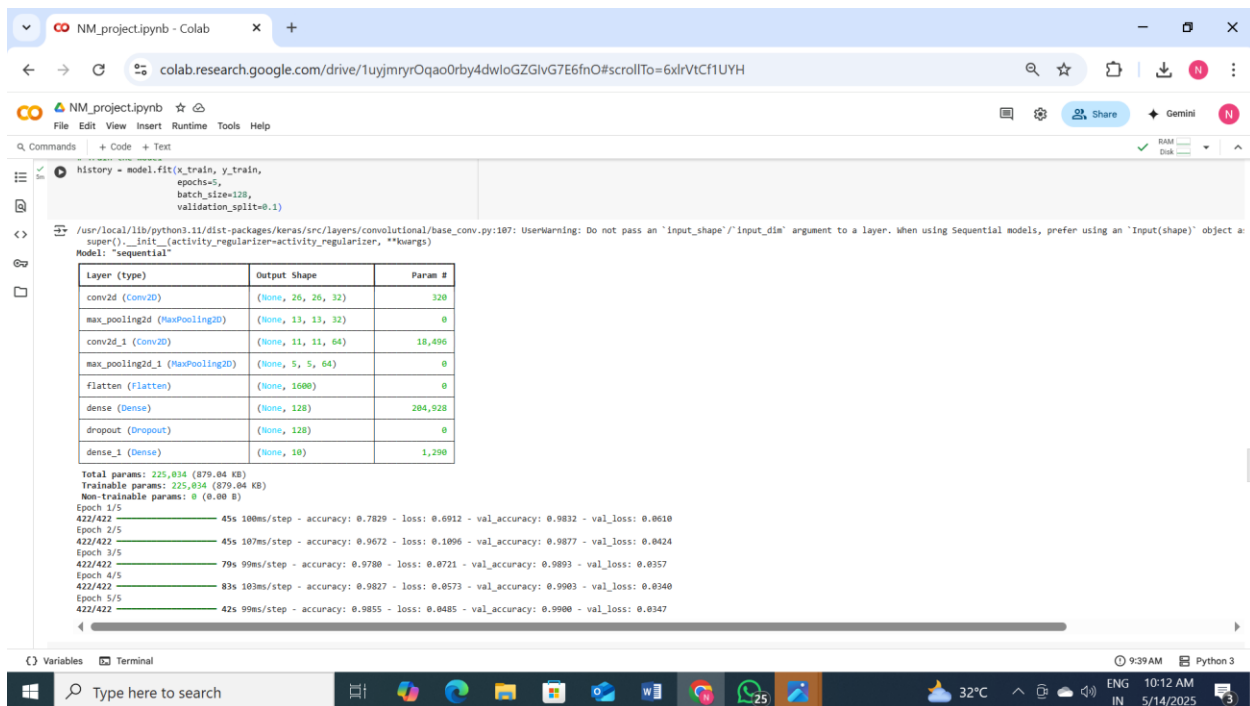 NM_project.ipynb - Colab
colab.research.google.com/drive/1uyjmryrOqao0rby4dwIoGZGIvG7E6fnO#scrollTo=6xlrVtCf1UYH
N
NM_project.ipynb
File Edit View Insert Runtime Tools Help
Share
Gemini
N
Commands + Code + Text
RAM
Disk
5m
history = model.fit(x_train, y_train,
epochs=5,
batch_size=128,
validation_split=0.1)
/usr/local/lib/python3.11/dist-packages/keras/src/layers/convolutional/base_conv.py:107: UserWarning: Do not pass an `input_shape`/`input_dim` argument to a layer. When using Sequential models, prefer using an `Input(shape)` object as
super().__init__(activity_regularizer=activity_regularizer, **kwargs)
Model: "sequential"
Layer (type) Output Shape Param #
conv2d (Conv2D) (None, 26, 26, 32) 320
max_pooling2d (MaxPooling2D) (None, 13, 13, 32) 0
conv2d_1 (Conv2D) (None, 11, 11, 64) 18,496
max_pooling2d_1 (MaxPooling2D) (None, 5, 5, 64) 0
flatten (Flatten) (None, 1600) 0
dense (Dense) (None, 128) 204,928
dropout (Dropout) (None, 128) 0
dense_1 (Dense) (None, 10) 1,290
Total params: 225,034 (879.04 KB)
Trainable params: 225,034 (879.04 KB)
Non-trainable params: 0 (0.00 B)
Epoch 1/5
422/422 45s 100ms/step - accuracy: 0.7829 - loss: 0.6912 - val_accuracy: 0.9832 - val_loss: 0.0610
Epoch 2/5
422/422 45s 107ms/step - accuracy: 0.9672 - loss: 0.1096 - val_accuracy: 0.9877 - val_loss: 0.0424
Epoch 3/5
422/422 79s 99ms/step - accuracy: 0.9780 - loss: 0.0721 - val_accuracy: 0.9893 - val_loss: 0.0357
Epoch 4/5
422/422 83s 103ms/step - accuracy: 0.9827 - loss: 0.0573 - val_accuracy: 0.9903 - val_loss: 0.0340
Epoch 5/5
422/422 42s 99ms/step - accuracy: 0.9855 - loss: 0.0485 - val_accuracy: 0.9900 - val_loss: 0.0347
Variables Terminal
9:39 AM Python 3
Type here to search
25
32°C
ENG
IN
10:12 AM
5/14/2025
3